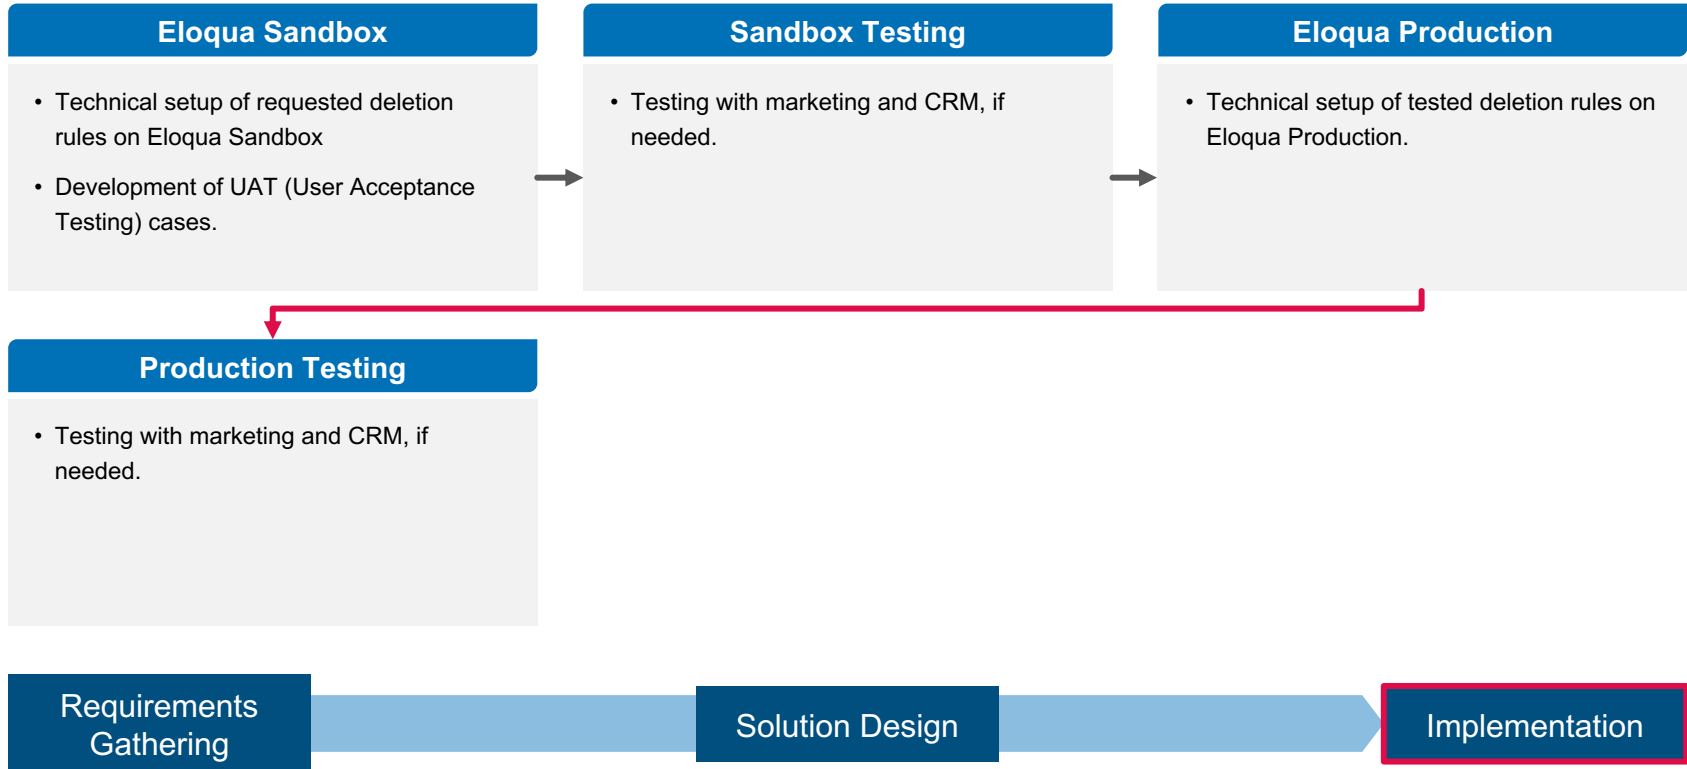 Eloqua Sandbox
• Technical setup of requested deletion
rules on Eloqua Sandbox
• Development of UAT (User Acceptance
Testing) cases.
Sandbox Testing
• Testing with marketing and CRM, if
needed.
Eloqua Production
• Technical setup of tested deletion rules on
Eloqua Production.
Production Testing
• Testing with marketing and CRM, if
needed.
Requirements
Gathering
Solution Design
Implementation